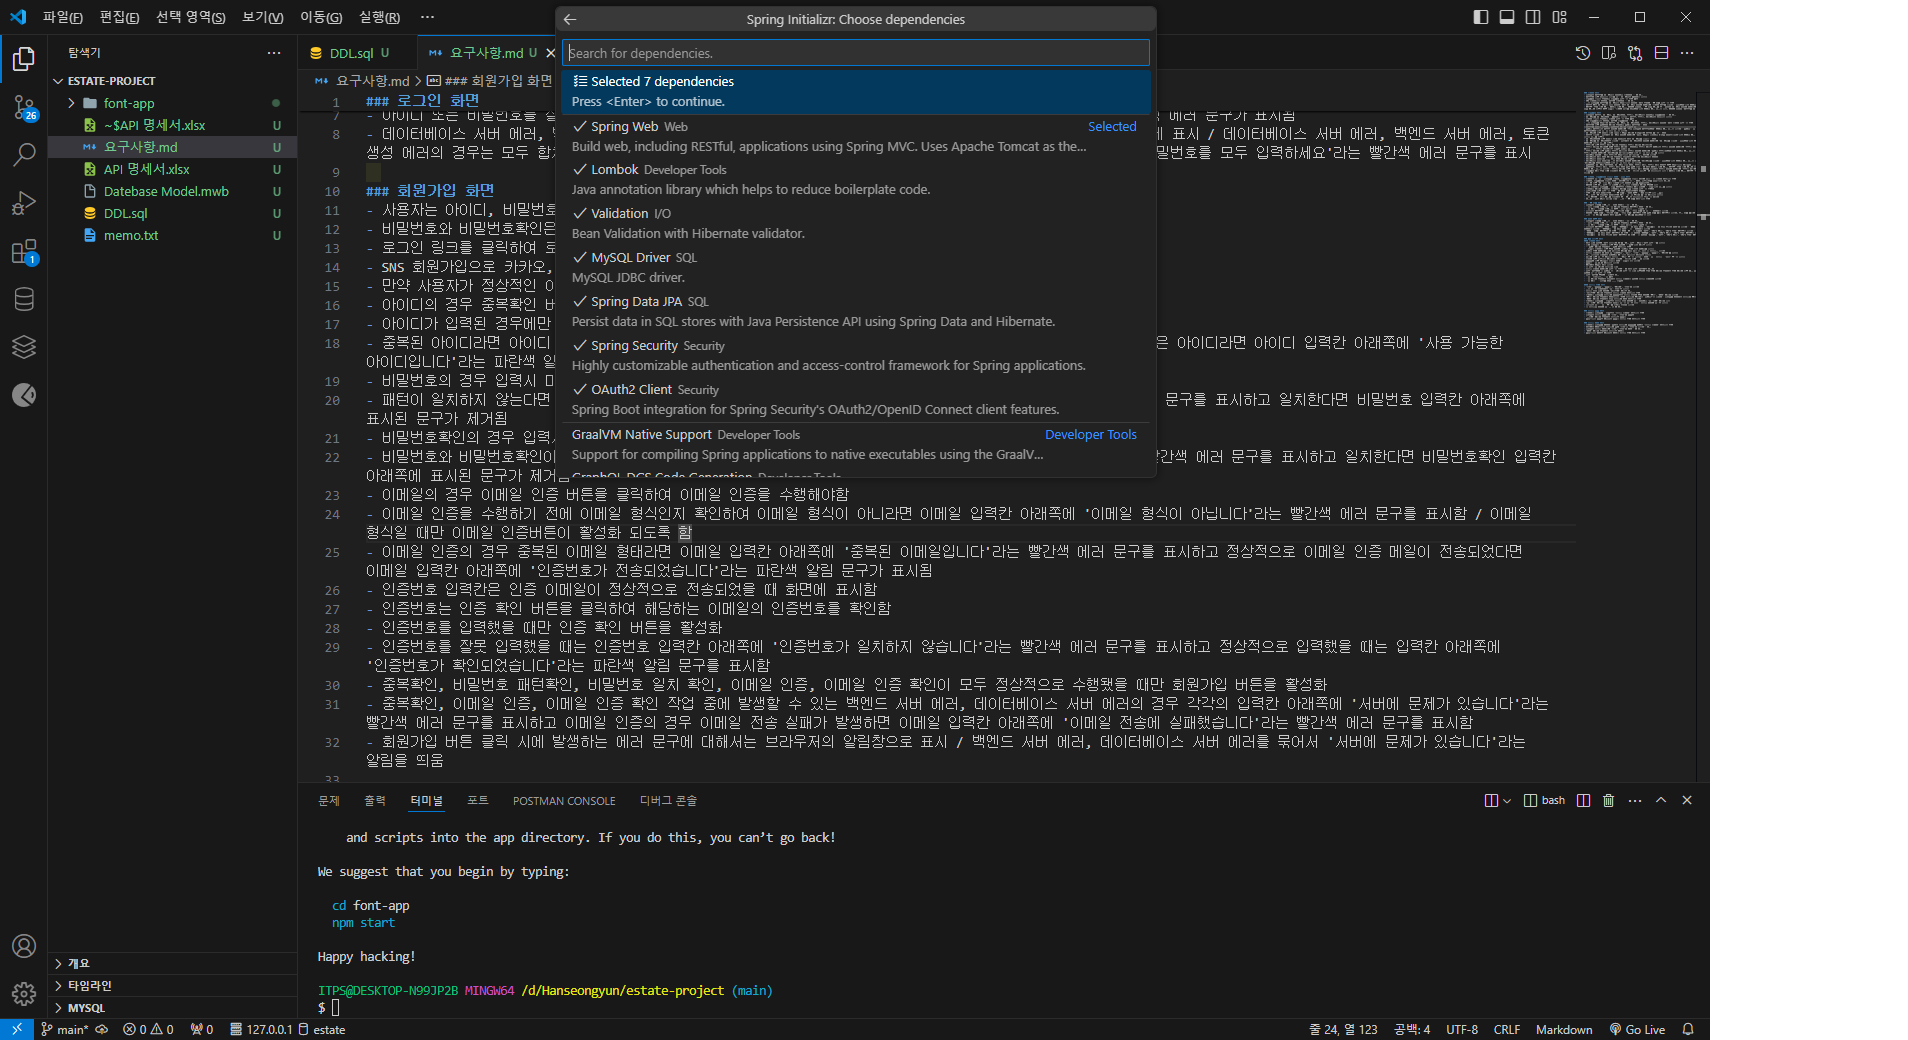 파일(F) 편집(E) 선택 영역(S) 보기(V) 이동(G) 실행(R) ···
Spring Initializr: Choose dependencies
Search for dependencies.
Selected 7 dependencies
Press <Enter> to continue.
Spring Web Web Selected
Build web, including RESTful, applications using Spring MVC. Uses Apache Tomcat as the...
Lombok Developer Tools
Java annotation library which helps to reduce boilerplate code.
Validation I/O
Bean Validation with Hibernate validator.
MySQL Driver SQL
MySQL JDBC driver.
Spring Data JPA SQL
Persist data in SQL stores with Java Persistence API using Spring Data and Hibernate.
Spring Security Security
Highly customizable authentication and access-control framework for Spring applications.
OAuth2 Client Security
Spring Boot integration for Spring Security's OAuth2/OpenID Connect client features.
GraalVM Native Support Developer Tools Developer Tools
Support for compiling Spring applications to native executables using the GraalV...
탐색기
ESTATE-PROJECT
font-app
~$API 명세서.xlsx U
요구사항.md U
API 명세서.xlsx U
Datebase Model.mwb U
DDL.sql U
memo.txt U
26
1
개요
타임라인
MYSQL
DDL.sql U 요구사항.md U
요구사항.md > ### 회원가입 화면
1 ### 로그인 화면
7 - 아이디 또는 비밀번호를 에러 문구가 표시됨
8 - 데이터베이스 서버 에러, 표시 / 데이터베이스 서버 에러, 백엔드 서버 에러, 토큰
생성 에러의 경우는 모두 비밀번호를 모두 입력하세요'라는 빨간색 에러 문구를 표시
9
10 ### 회원가입 화면
11 - 사용자는 아이디, 비밀번호
12 - 비밀번호와 비밀번호확인은
13 - 로그인 링크를 클릭하여
14 - SNS 회원가입으로 카카오,
15 - 만약 사용자가 정상적인
16 - 아이디의 경우 중복확인
17 - 아이디가 입력된 경우에만
18 - 중복된 아이디라면 아이디 은 아이디라면 아이디 입력칸 아래쪽에 '사용 가능한
아이디입니다'라는 파란색
19 - 비밀번호의 경우 입력시
20 - 패턴이 일치하지 않는다면 문구를 표시하고 일치한다면 비밀번호 입력칸 아래쪽에
표시된 문구가 제거됨
21 - 비밀번호확인의 경우
22 - 비밀번호와 비밀번호확인이 빨간색 에러 문구를 표시하고 일치한다면 비밀번호확인 입력칸
아래쪽에 표시된 문구가 제거됨
23 - 이메일의 경우 이메일 인증 버튼을 클릭하여 이메일 인증을 수행해야함
24 - 이메일 인증을 수행하기 전에 이메일 형식인지 확인하여 이메일 형식이 아니라면 이메일 입력칸 아래쪽에 '이메일 형식이 아닙니다'라는 빨간색 에러 문구를 표시함 / 이메일
형식일 때만 이메일 인증버튼이 활성화 되도록 함
25 - 이메일 인증의 경우 중복된 이메일 형태라면 이메일 입력칸 아래쪽에 '중복된 이메일입니다'라는 빨간색 에러 문구를 표시하고 정상적으로 이메일 인증 메일이 전송되었다면
이메일 입력칸 아래쪽에 '인증번호가 전송되었습니다'라는 파란색 알림 문구가 표시됨
26 - 인증번호 입력칸은 인증 이메일이 정상적으로 전송되었을 때 화면에 표시함
27 - 인증번호는 인증 확인 버튼을 클릭하여 해당하는 이메일의 인증번호를 확인함
28 - 인증번호를 입력했을 때만 인증 확인 버튼을 활성화
29 - 인증번호를 잘못 입력했을 때는 인증번호 입력칸 아래쪽에 '인증번호가 일치하지 않습니다'라는 빨간색 에러 문구를 표시하고 정상적으로 입력했을 때는 입력칸 아래쪽에
'인증번호가 확인되었습니다'라는 파란색 알림 문구를 표시함
30 - 중복확인, 비밀번호 패턴확인, 비밀번호 일치 확인, 이메일 인증, 이메일 인증 확인이 모두 정상적으로 수행됐을 때만 회원가입 버튼을 활성화
31 - 중복확인, 이메일 인증, 이메일 인증 확인 작업 중에 발생할 수 있는 백엔드 서버 에러, 데이터베이스 서버 에러의 경우 각각의 입력칸 아래쪽에 '서버에 문제가 있습니다'라는
빨간색 에러 문구를 표시하고 이메일 인증의 경우 이메일 전송 실패가 발생하면 이메일 입력칸 아래쪽에 '이메일 전송에 실패했습니다'라는 빨간색 에러 문구를 표시함
32 - 회원가입 버튼 클릭 시에 발생하는 에러 문구에 대해서는 브라우저의 알림창으로 표시 / 백엔드 서버 에러, 데이터베이스 서버 에러를 묶어서 '서버에 문제가 있습니다'라는
알림을 띄움
33
문제 출력 터미널 포트 POSTMAN CONSOLE 디버그 콘솔 bash
and scripts into the app directory. If you do this, you can’t go back!
We suggest that you begin by typing:
cd font-app
npm start
Happy hacking!
ITPS@DESKTOP-N99JP2B MINGW64 /d/Hanseongyun/estate-project (main)
$
main* 0 0 0 127.0.0.1 estate 줄 24, 열 123 공백: 4 UTF-8 CRLF Markdown Go Live